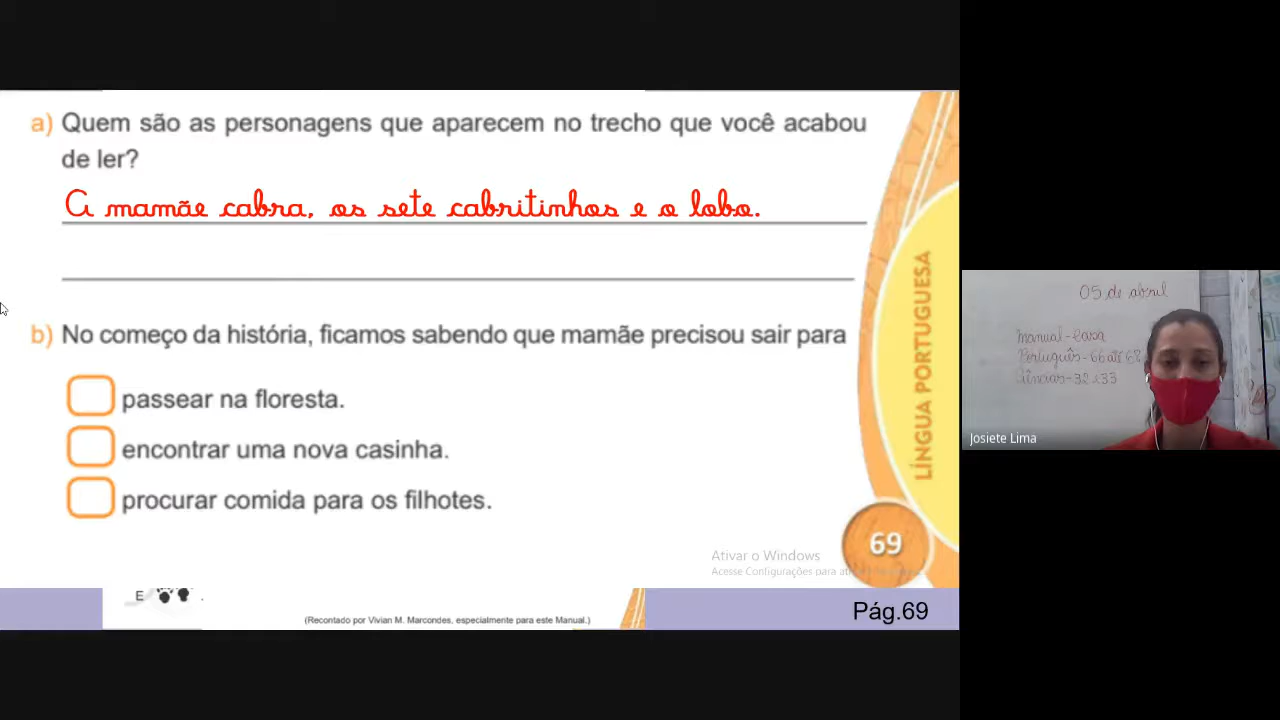 a) Quem são as personagens que aparecem no trecho que você acabou
de ler?
A mamãe cabra, os sete cabritinhos e o lobo.
b) No começo da história, ficamos sabendo que mamãe precisou sair para
passear na floresta.
encontrar uma nova casinha.
procurar comida para os filhotes.
LÍNGUA PORTUGUESA
69
Ativar o Windows
Acesse Configurações para
E .
(Recontado por Vivian M. Marcondes, especialmente para este Manual.)
Pág.69
05 de abril
manual - Casa
Português - 66 até
Ciências - 32 e 33
Josiete Lima